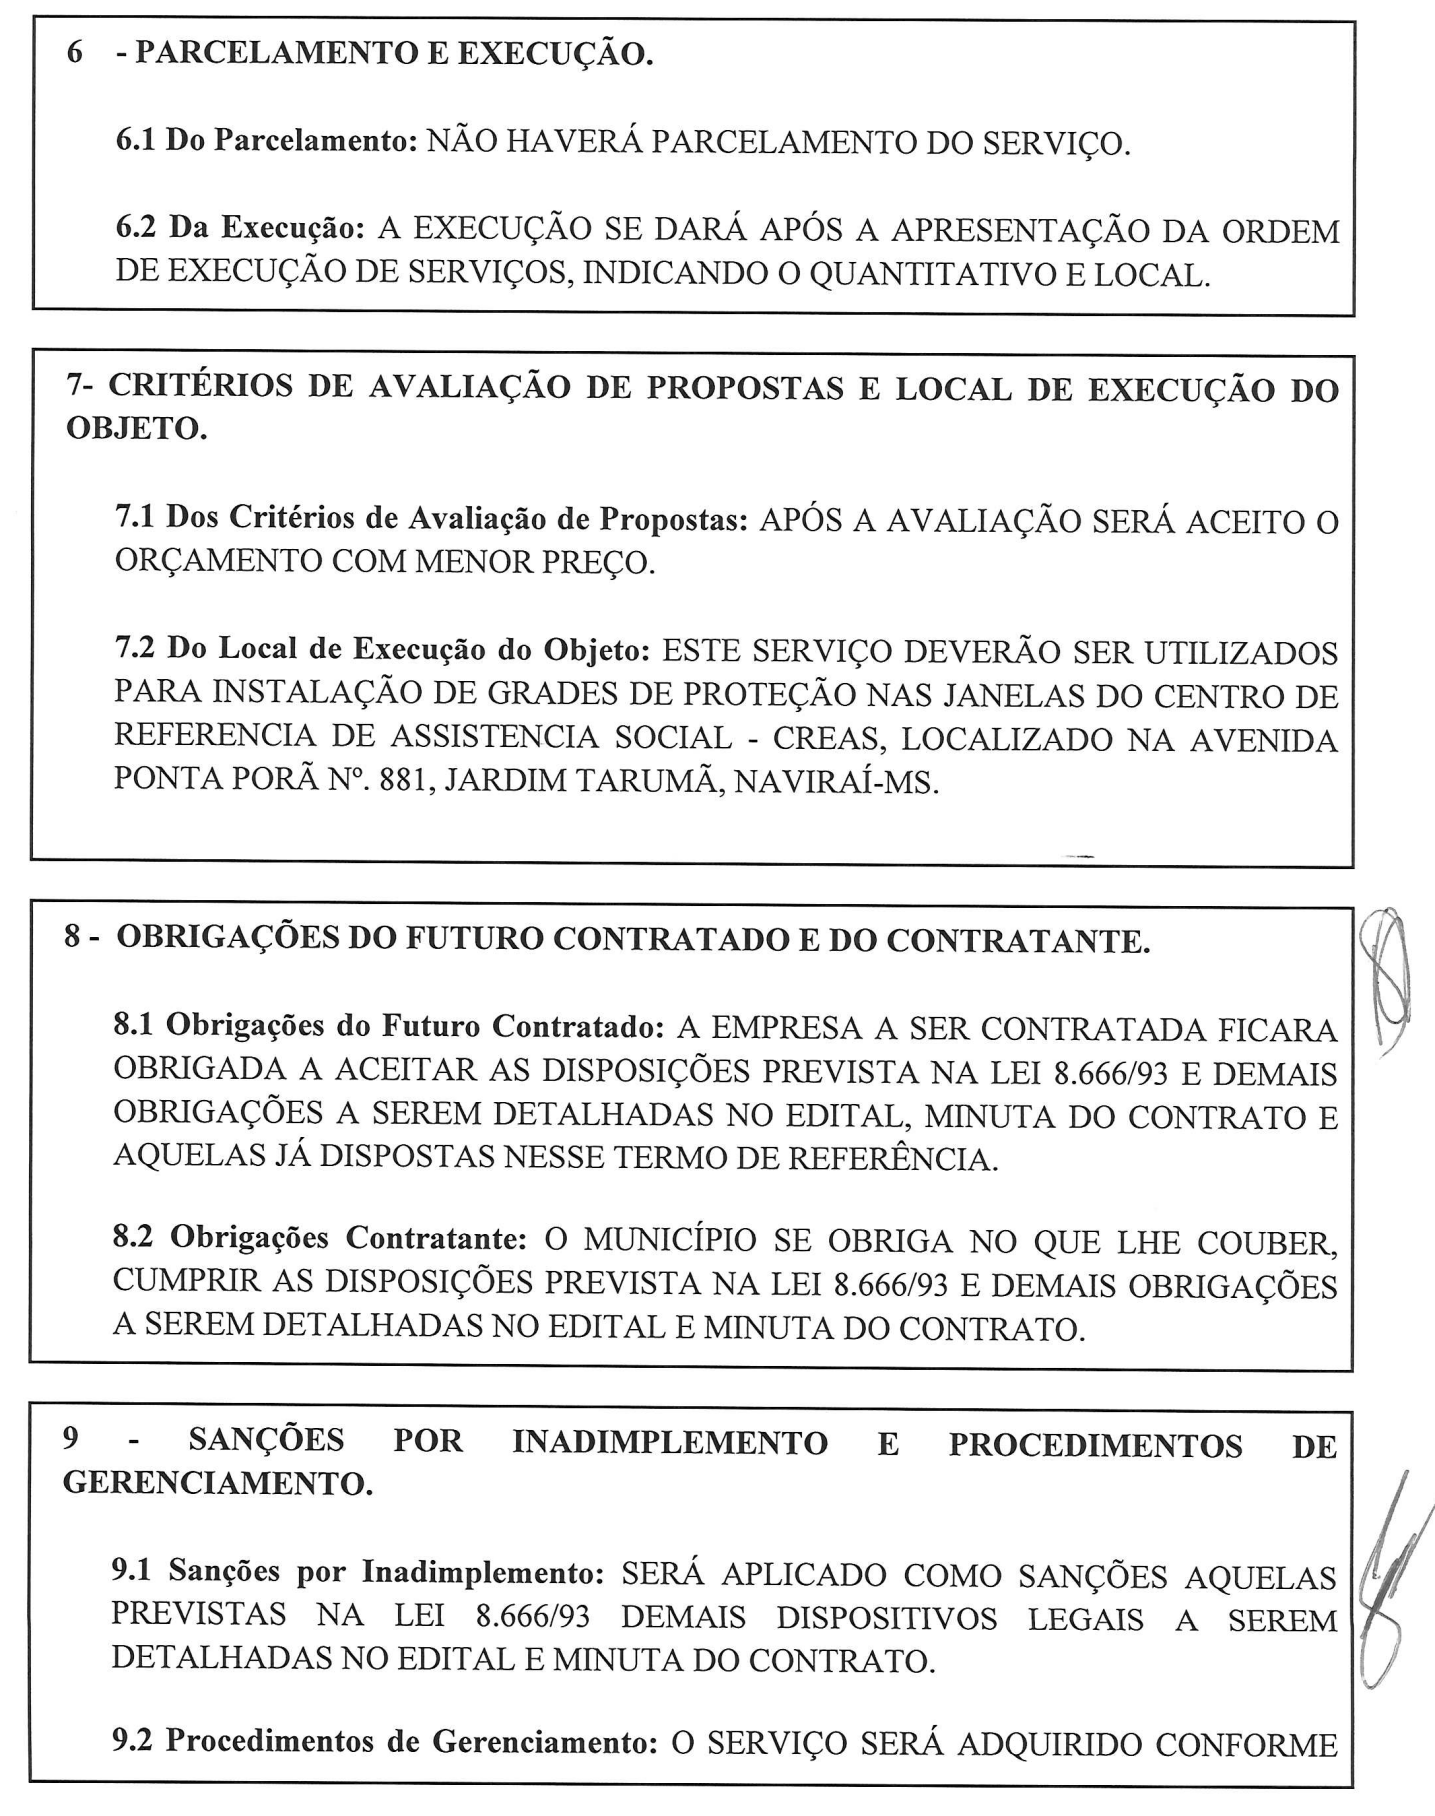 6 - PARCELAMENTO E EXECUÇÃO.
6.1 Do Parcelamento: NÃO HAVERÁ PARCELAMENTO DO SERVIÇO.
6.2 Da Execução: A EXECUÇÃO SE DARÁ APÓS A APRESENTAÇÃO DA ORDEM
DE EXECUÇÃO DE SERVIÇOS, INDICANDO O QUANTITATIVO E LOCAL.
7- CRITÉRIOS DE AVALIAÇÃO DE PROPOSTAS E LOCAL DE EXECUÇÃO DO
OBJETO.
7.1 Dos Critérios de Avaliação de Propostas: APÓS A AVALIAÇÃO SERÁ ACEITO O
ORÇAMENTO COM MENOR PREÇO.
7.2 Do Local de Execução do Objeto: ESTE SERVIÇO DEVERÃO SER UTILIZADOS
PARA INSTALAÇÃO DE GRADES DE PROTEÇÃO NAS JANELAS DO CENTRO DE
REFERENCIA DE ASSISTENCIA SOCIAL - CREAS, LOCALIZADO NA AVENIDA
PONTA PORÃ Nº. 881, JARDIM TARUMÃ, NAVIRAÍ-MS.
8 - OBRIGAÇÕES DO FUTURO CONTRATADO E DO CONTRATANTE.
8.1 Obrigações do Futuro Contratado: A EMPRESA A SER CONTRATADA FICARA
OBRIGADA A ACEITAR AS DISPOSIÇÕES PREVISTA NA LEI 8.666/93 E DEMAIS
OBRIGAÇÕES A SEREM DETALHADAS NO EDITAL, MINUTA DO CONTRATO E
AQUELAS JÁ DISPOSTAS NESSE TERMO DE REFERÊNCIA.
8.2 Obrigações Contratante: O MUNICÍPIO SE OBRIGA NO QUE LHE COUBER,
CUMPRIR AS DISPOSIÇÕES PREVISTA NA LEI 8.666/93 E DEMAIS OBRIGAÇÕES
A SEREM DETALHADAS NO EDITAL E MINUTA DO CONTRATO.
9 - SANÇÕES POR INADIMPLEMENTO E PROCEDIMENTOS DE
GERENCIAMENTO.
9.1 Sanções por Inadimplemento: SERÁ APLICADO COMO SANÇÕES AQUELAS
PREVISTAS NA LEI 8.666/93 DEMAIS DISPOSITIVOS LEGAIS A SEREM
DETALHADAS NO EDITAL E MINUTA DO CONTRATO.
9.2 Procedimentos de Gerenciamento: O SERVIÇO SERÁ ADQUIRIDO CONFORME